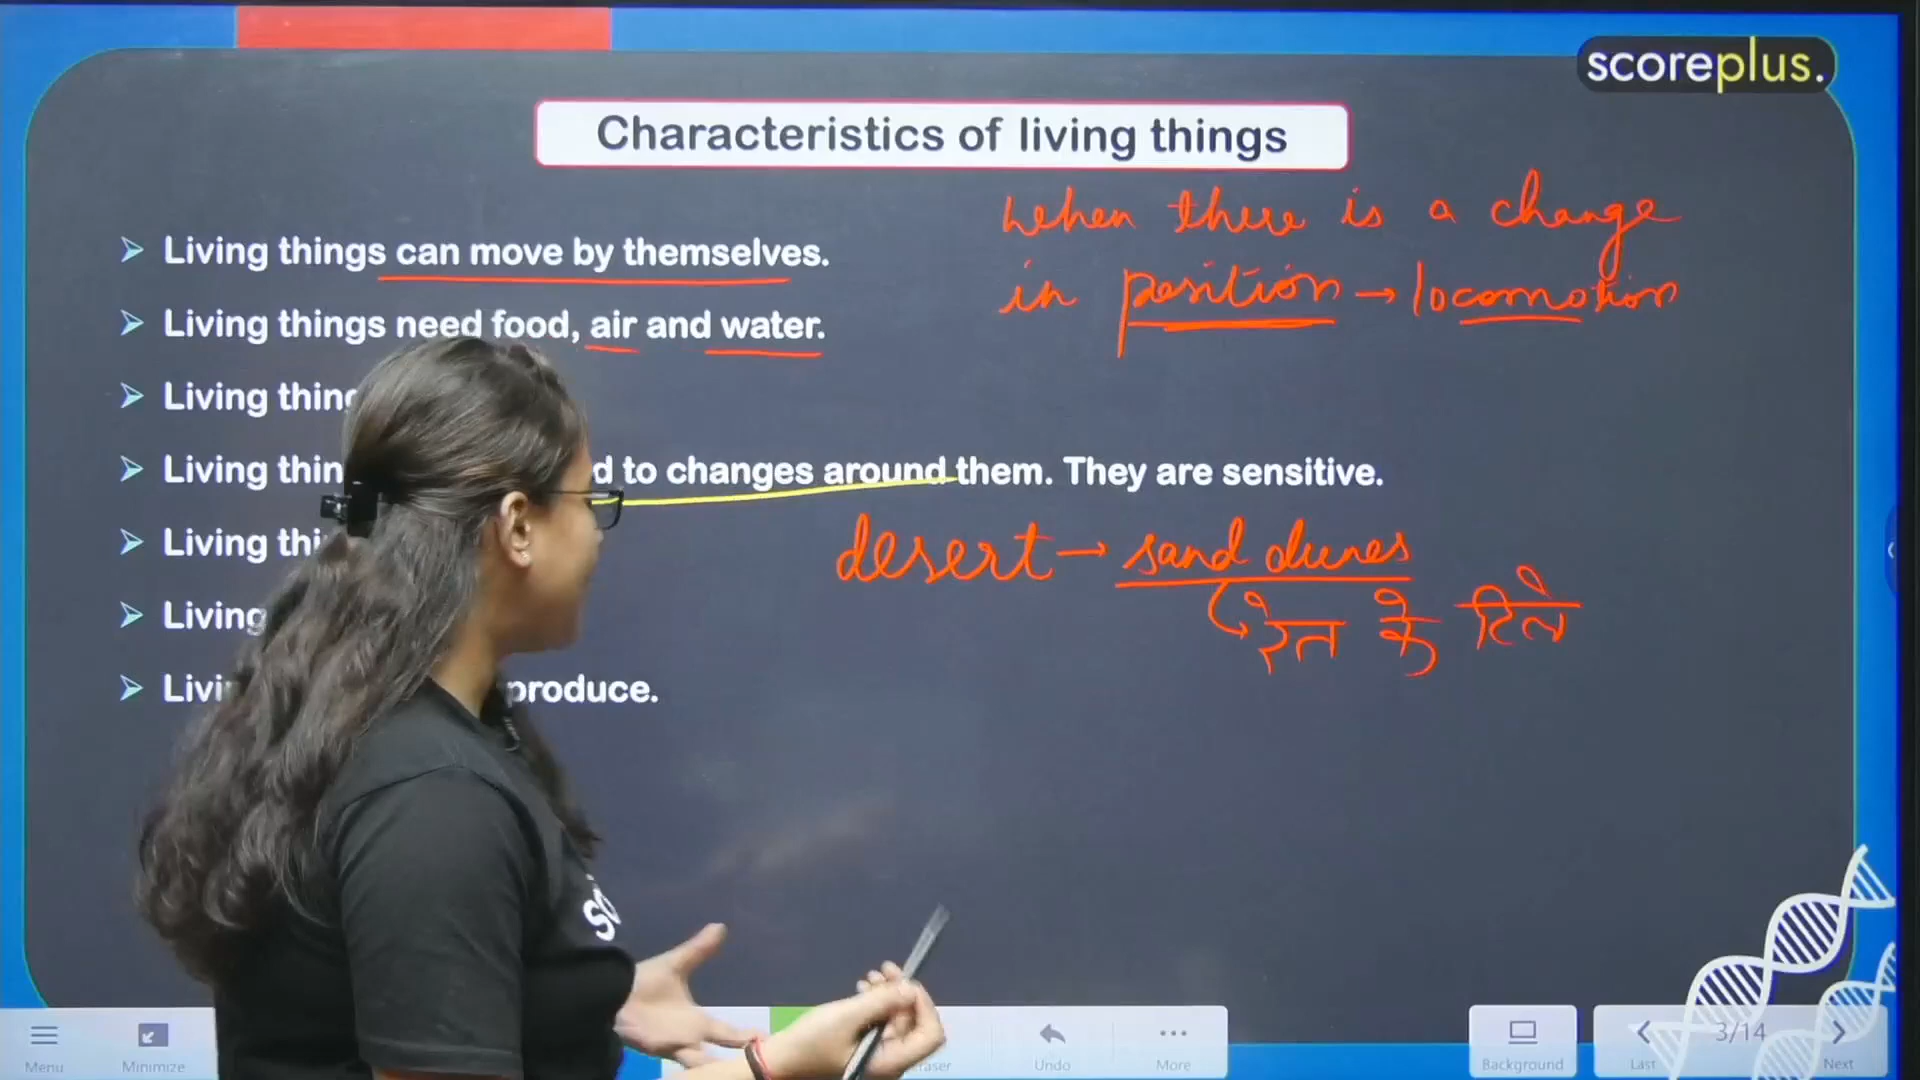 scoreplus.
Characteristics of living things
when there is a change
in position → locomotion
➢ Living things can move by themselves.
➢ Living things need food, air and water.
➢ Living thing
➢ Living thin d to changes around them. They are sensitive.
desert → sand dunes
रेत के टिले
➢ Living thi
➢ Living
➢ Livi produce.
Menu
Minimize
raser
Undo
More
Background
Last
3/14
Next